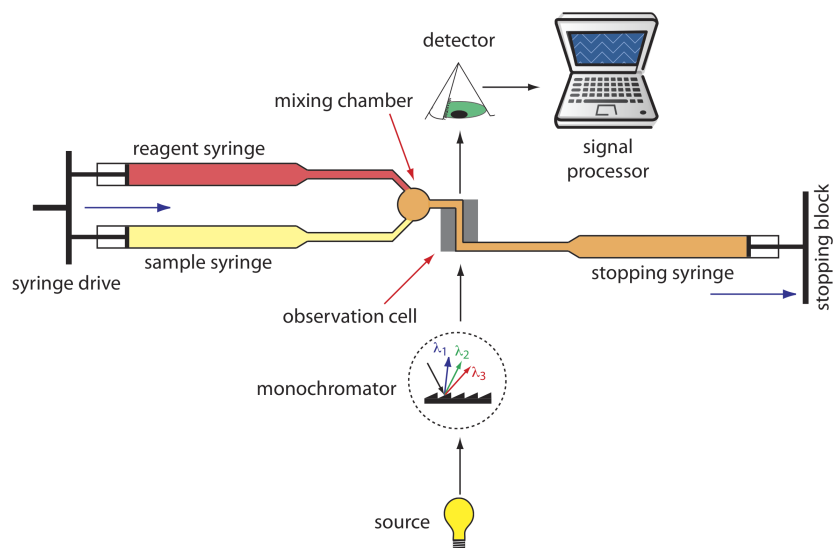 detector
mixing chamber
reagent syringe
signal
processor
sample syringe
syringe drive
stopping syringe
stopping block
observation cell
λ1
λ2
λ3
monochromator
source